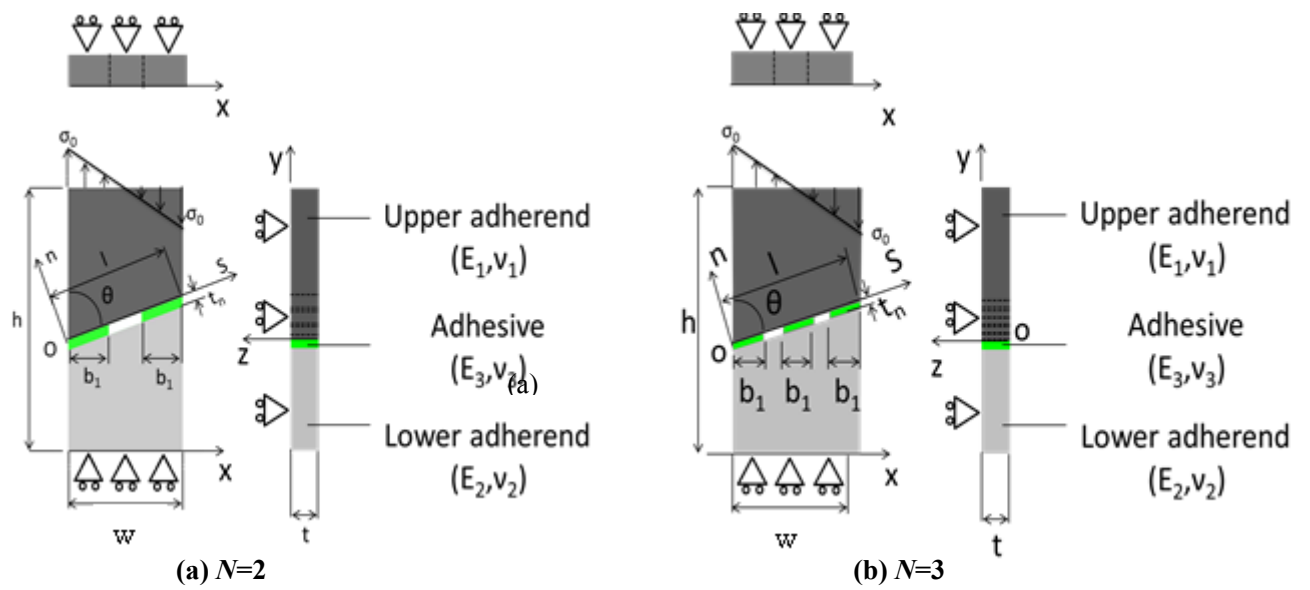 x
σ₀
y
σ₀
n
l
S
θ
tₙ
h
o
z
b₁
b₁
x
w
t
Upper adherend
(E₁,ν₁)
Adhesive
(E₃,ν₃)
(a)
Lower adherend
(E₂,ν₂)
(a) N=2
x
σ₀
y
σ₀
n
l
S
θ
tₙ
h
o
z
o
b₁ b₁ b₁
x
w
t
Upper adherend
(E₁,ν₁)
Adhesive
(E₃,ν₃)
Lower adherend
(E₂,ν₂)
(b) N=3